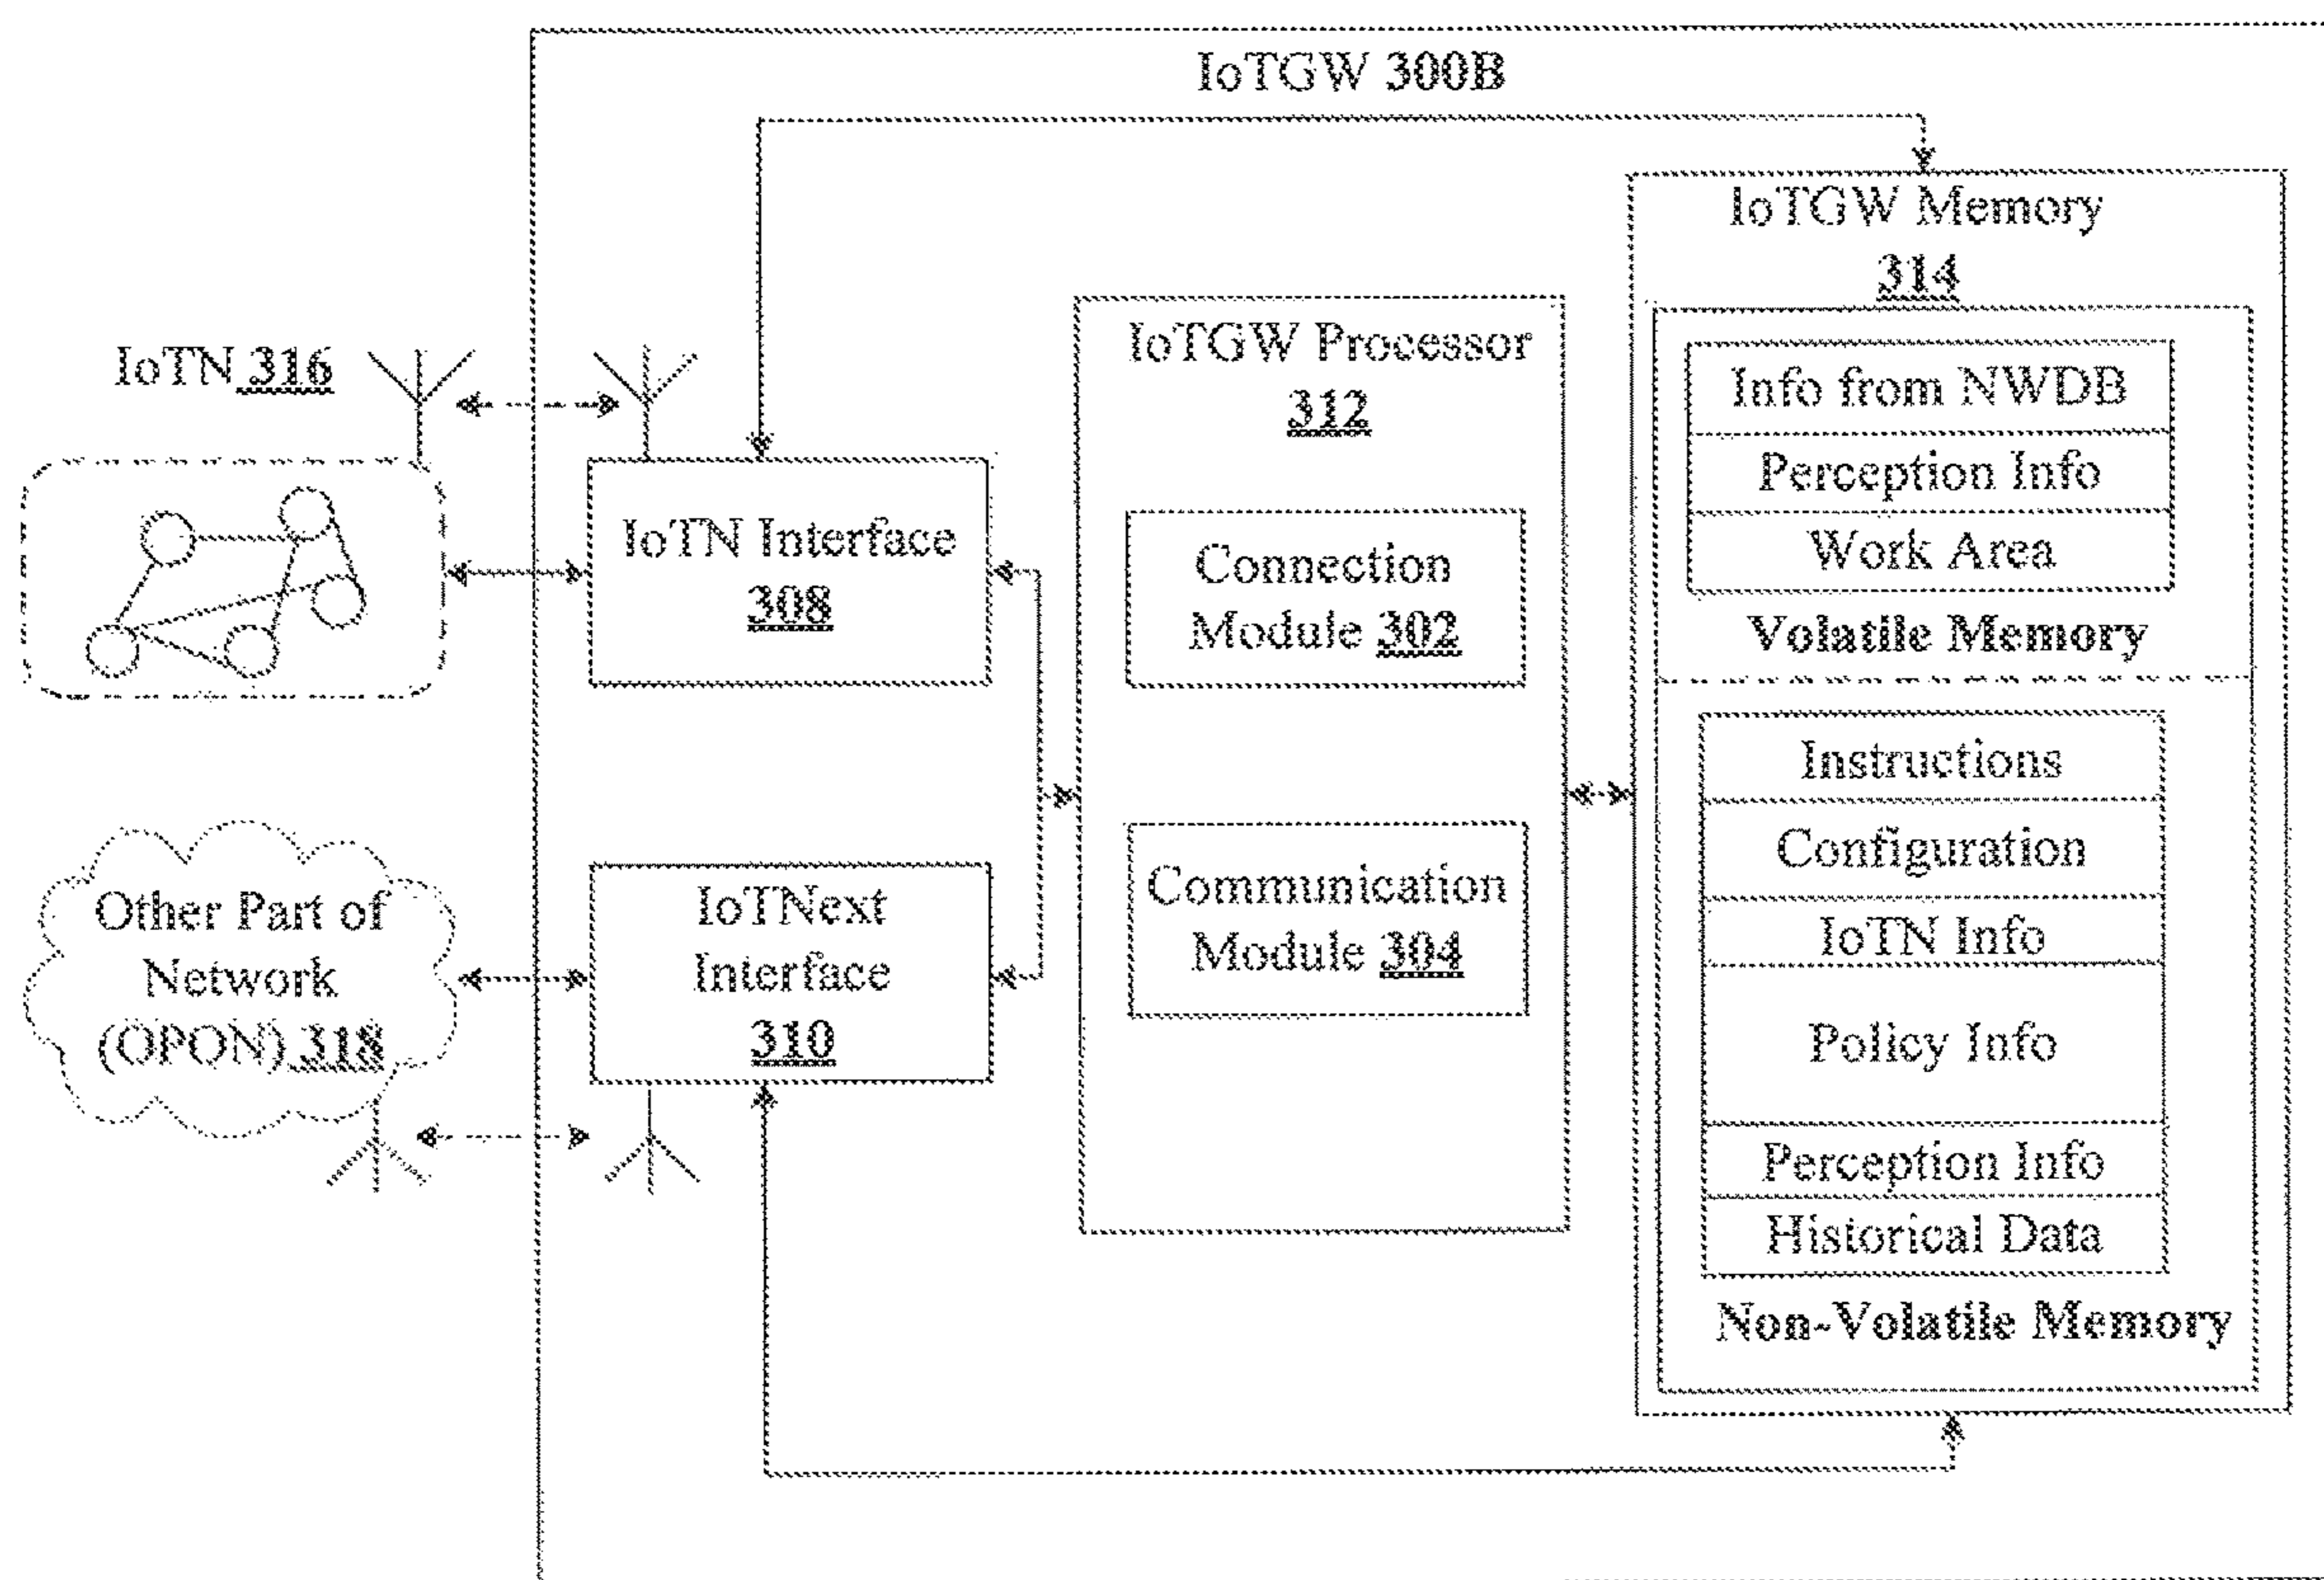 IoTGW 300B
IoTN 316
IoTN Interface
308
Other Part of
Network
(OPON) 318
IoTNext
Interface
310
IoTGW Processor
312
Connection
Module 302
Communication
Module 304
IoTGW Memory
314
Info from NWDB
Perception Info
Work Area
Volatile Memory
Instructions
Configuration
IoTN Info
Policy Info
Perception Info
Historical Data
Non-Volatile Memory